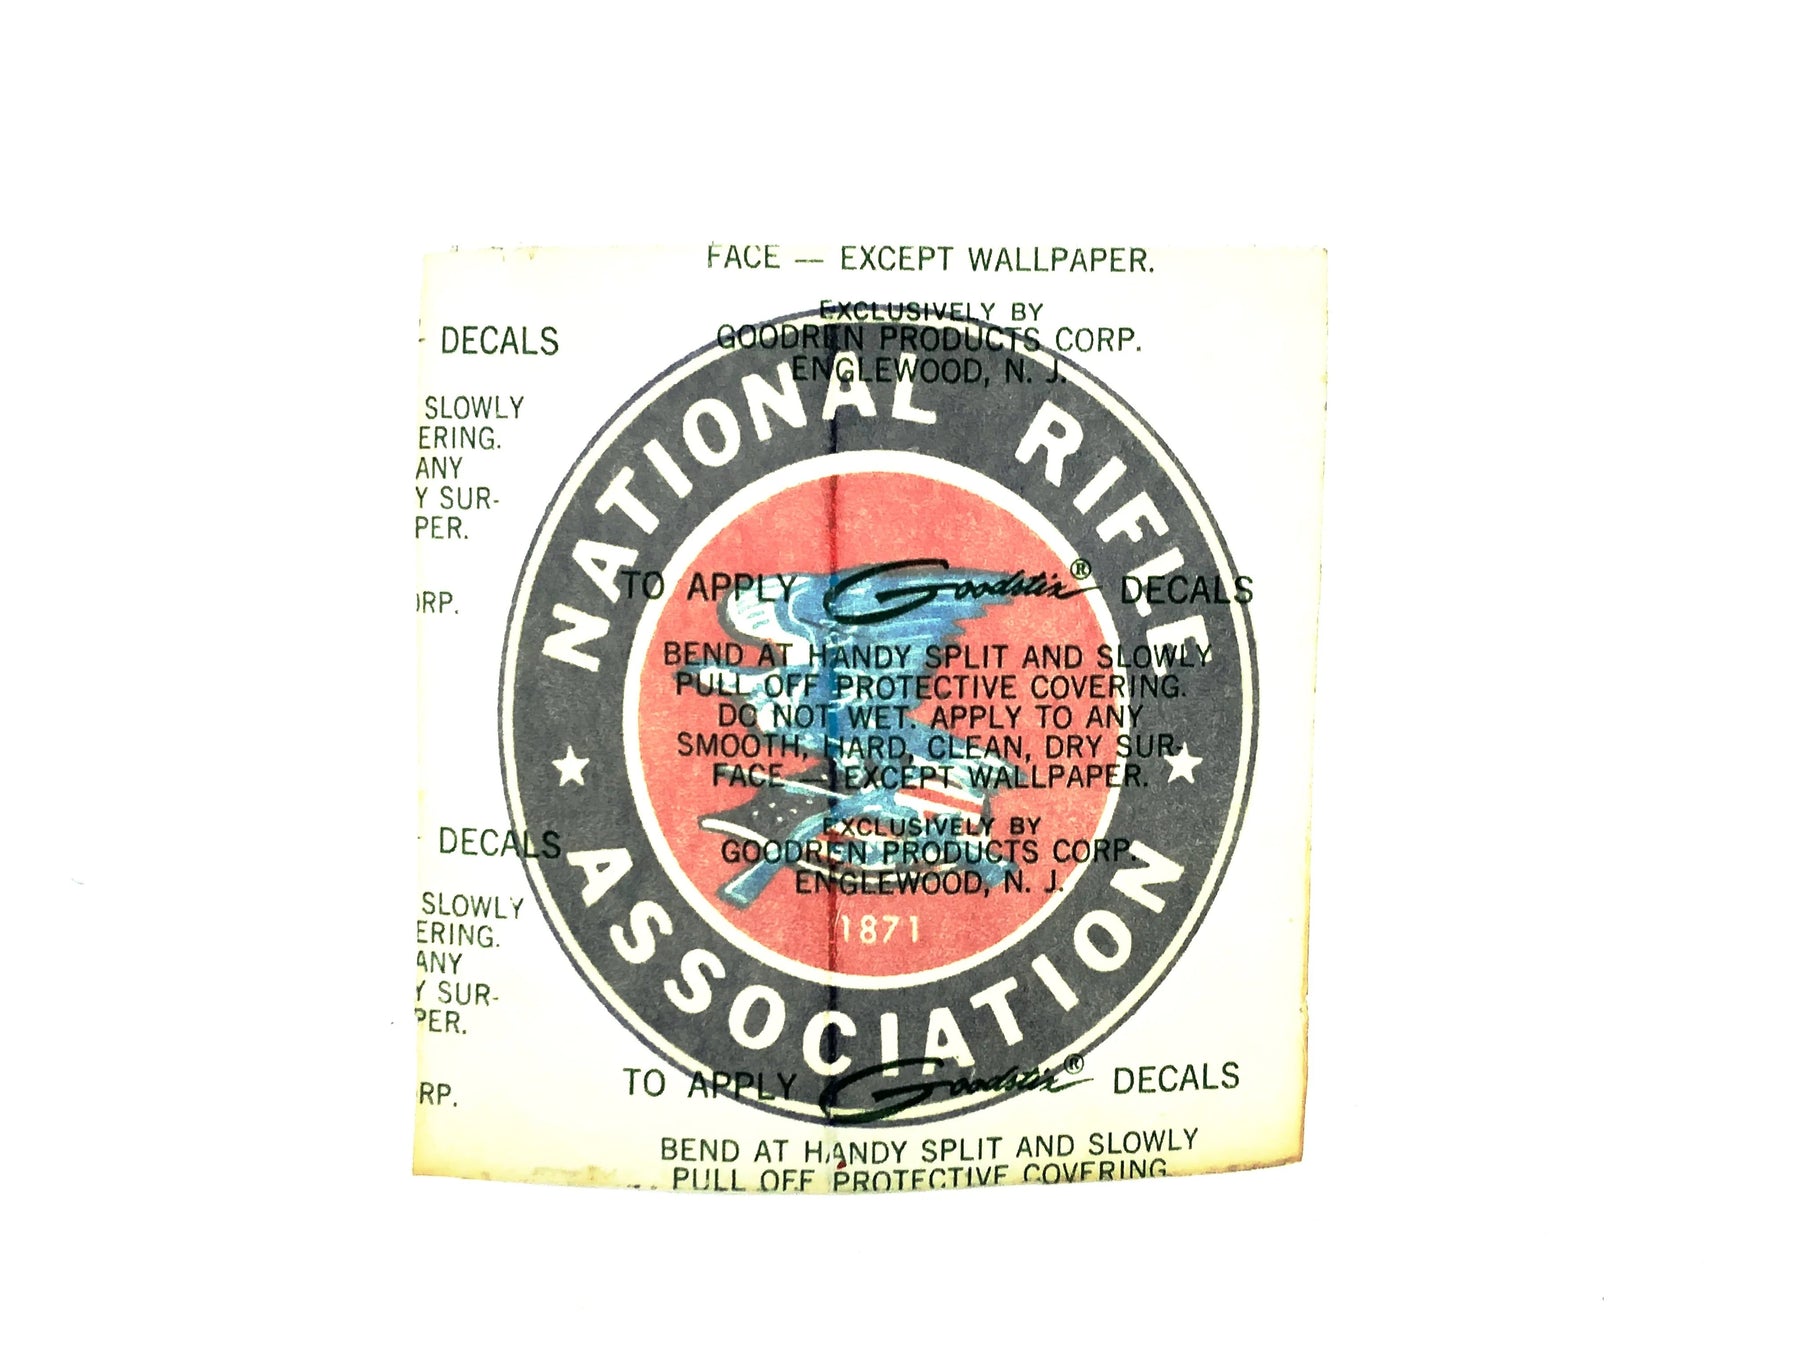 FACE — EXCEPT WALLPAPER.
EXCLUSIVELY BY
GOODREN PRODUCTS CORP.
ENGLEWOOD, N. J.
DECALS
SLOWLY
ERING.
ANY
Y SUR-
PER.
RP.
NATIONAL RIFLE
ASSOCIATION
1871
TO APPLY Goodstix® DECALS
BEND AT HANDY SPLIT AND SLOWLY
PULL OFF PROTECTIVE COVERING.
DO NOT WET. APPLY TO ANY
SMOOTH, HARD, CLEAN, DRY SUR-
FACE — EXCEPT WALLPAPER.
EXCLUSIVELY BY
GOODREN PRODUCTS CORP.
ENGLEWOOD, N. J.
DECALS
SLOWLY
ERING.
ANY
Y SUR-
PER.
RP.
TO APPLY Goodstix® DECALS
BEND AT HANDY SPLIT AND SLOWLY
PULL OFF PROTECTIVE COVERING.